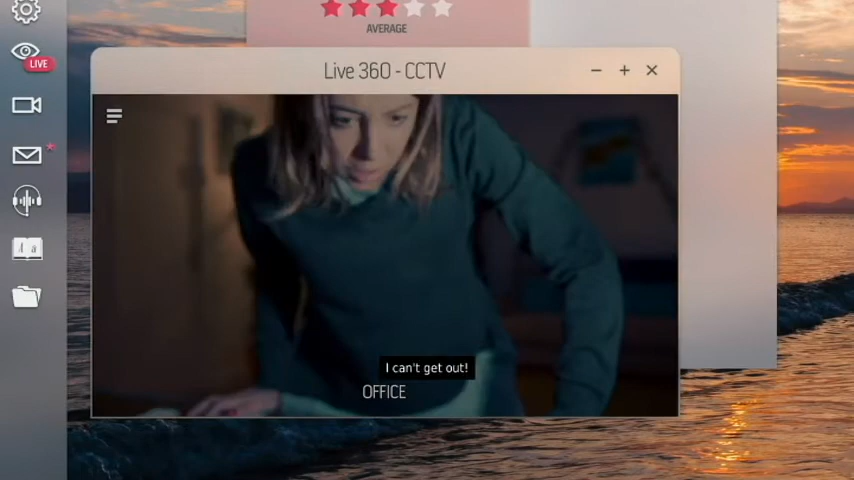 AVERAGE
Live 360 - CCTV
LIVE
I can't get out!
OFFICE